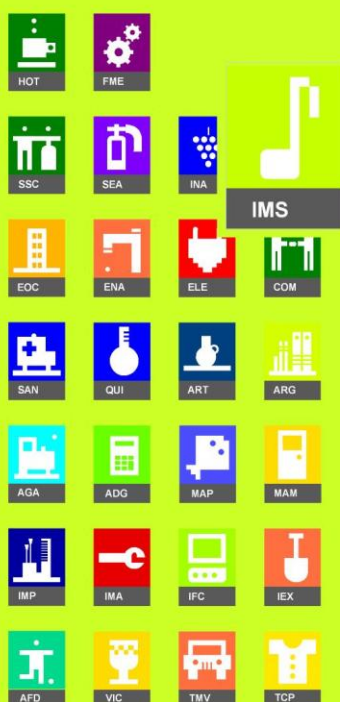 HOT
FME
SSC
SEA
INA
IMS
EOC
ENA
ELE
COM
SAN
QUI
ART
ARG
AGA
ADG
MAP
MAM
IMP
IMA
IFC
IEX
AFD
VIC
TMV
TCP